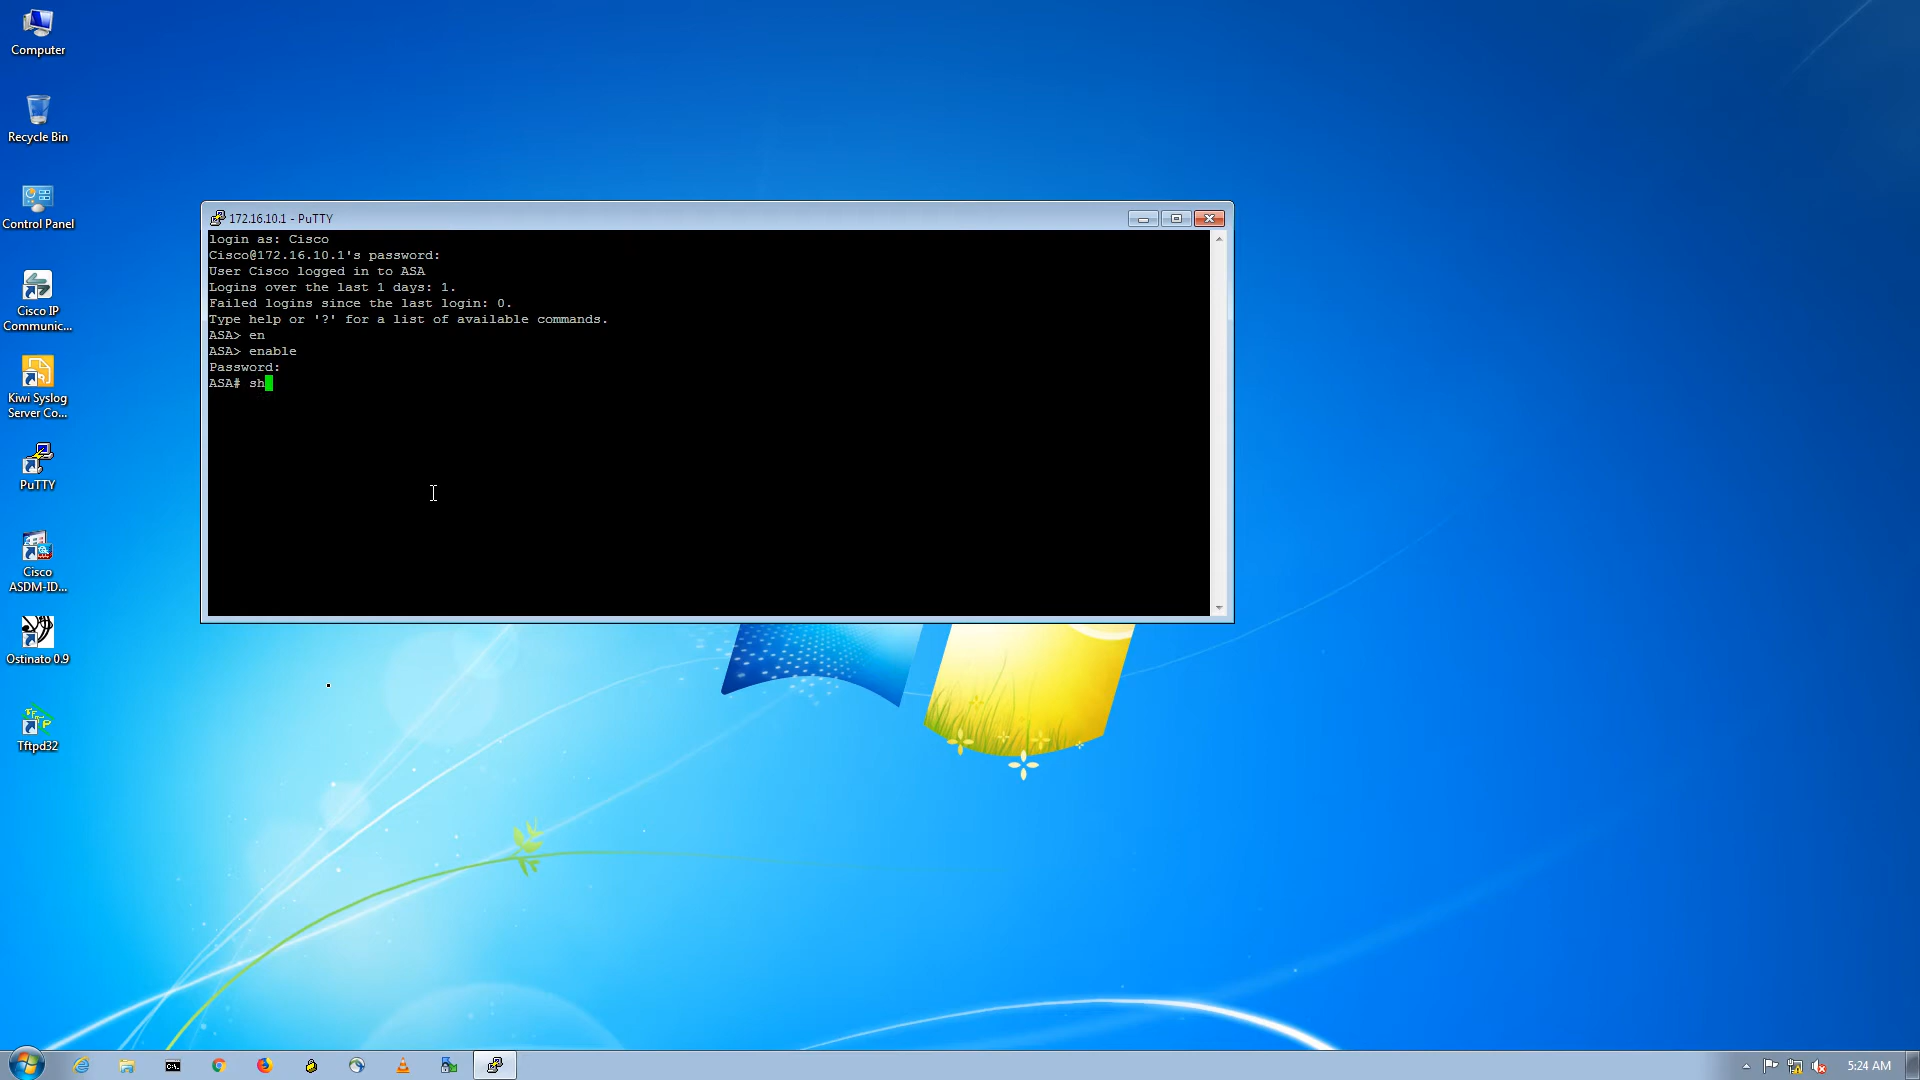 Computer
Recycle Bin
Control Panel
Cisco IP
Communic...
Kiwi Syslog
Server Co...
PuTTY
Cisco
ASDM-ID...
Ostinato 0.9
Tftpd32
172.16.10.1 - PuTTY
login as: Cisco
Cisco@172.16.10.1's password:
User Cisco logged in to ASA
Logins over the last 1 days: 1.
Failed logins since the last login: 0.
Type help or '?' for a list of available commands.
ASA> en
ASA> enable
Password:
ASA# sh
5:24 AM